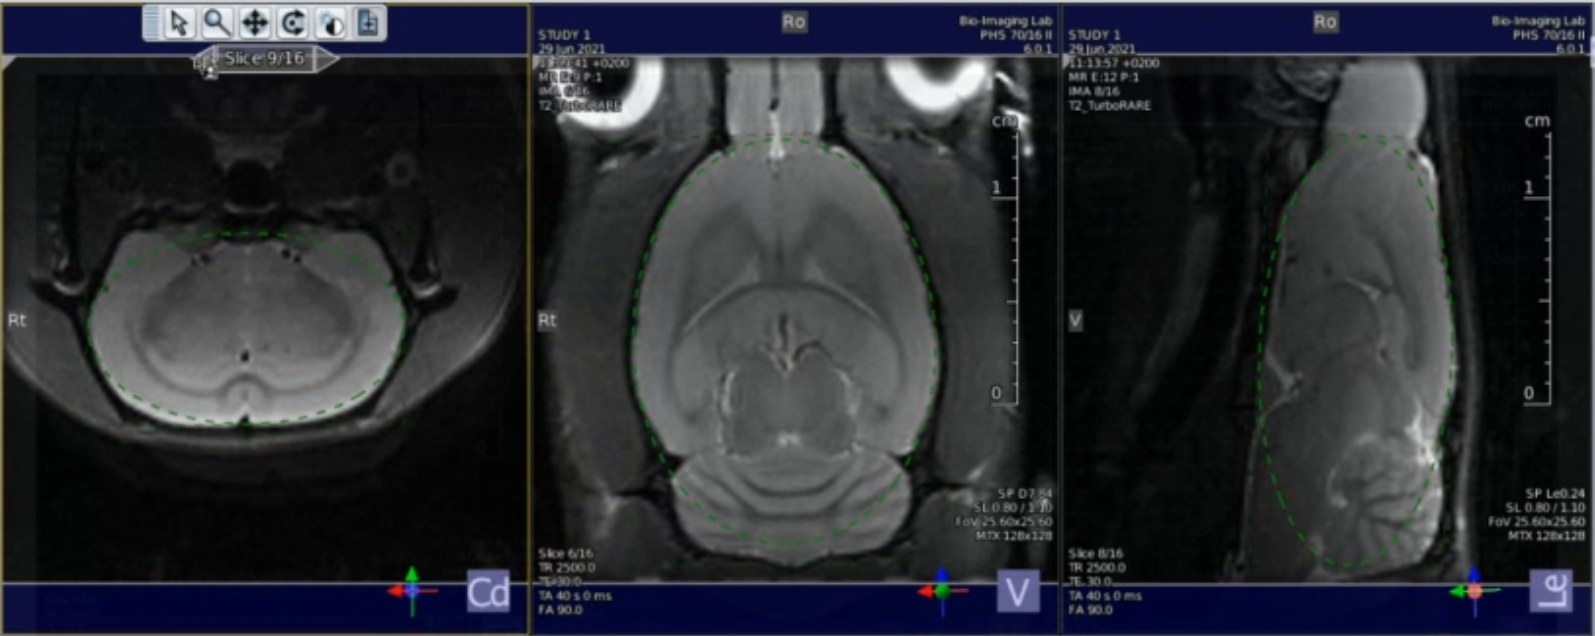 Slice 9/16
Rt
Cd
STUDY 1
29 Jun 2021
+0200
P:1
T2_TurboRARE
Ro
Bio-Imaging Lab
PHS 70/16 II
6.0.1
cm
1
0
Rt
SP D7.84
SL 0.80 / 1.10
FoV 25.60x25.60
MTX 128x128
Slice 6/16
TR 2500.0
TE 30.0
TA 40 s 0 ms
FA 90.0
V
STUDY 1
29 Jun 2021
11:13:57 +0200
MR E:12 P:1
IMA 8/16
T2_TurboRARE
Ro
Bio-Imaging Lab
PHS 70/16 II
6.0.1
cm
1
0
V
SP Le0.24
SL 0.80 / 1.10
FoV 25.60x25.60
MTX 128x128
Slice 8/16
TR 2500.0
TE 30.0
TA 40 s 0 ms
FA 90.0
Le